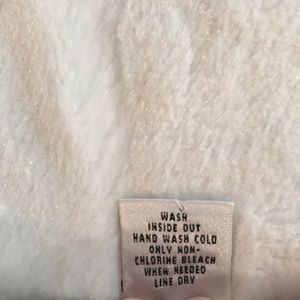 WASH
INSIDE OUT
HAND WASH COLD
ONLY NON-
CHLORINE BLEACH
WHEN NEEDED
LINE DRY